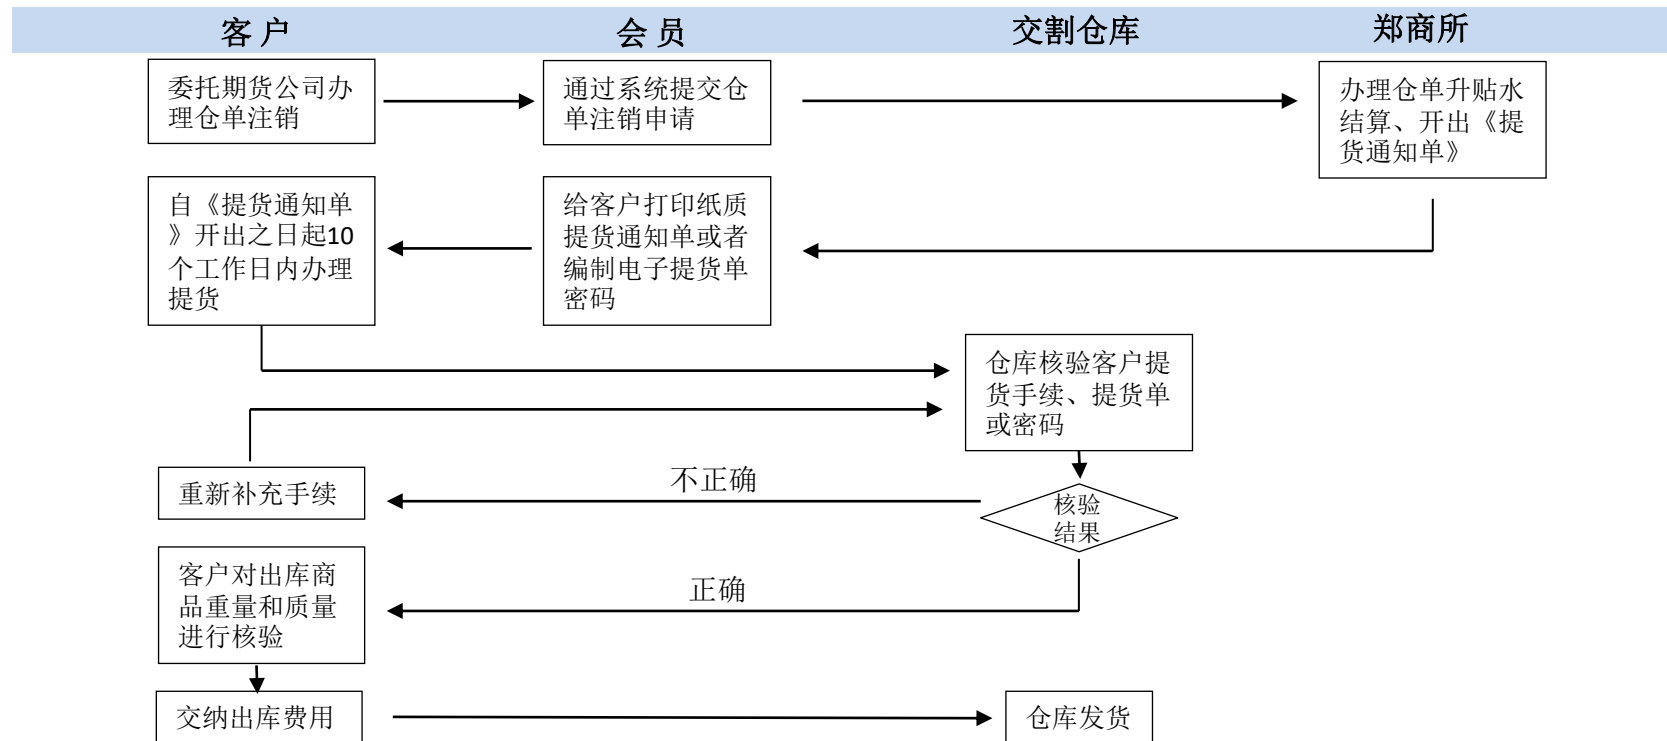 客 户
会 员
交割仓库
郑商所
委托期货公司办
理仓单注销
通过系统提交仓
单注销申请
办理仓单升贴水
结算、开出《提
货通知单》
自《提货通知单
》开出之日起10
个工作日内办理
提货
给客户打印纸质
提货通知单或者
编制电子提货单
密码
仓库核验客户提
货手续、提货单
或密码
不正确
重新补充手续
核验
结果
客户对出库商
品重量和质量
进行核验
正确
交纳出库费用
仓库发货